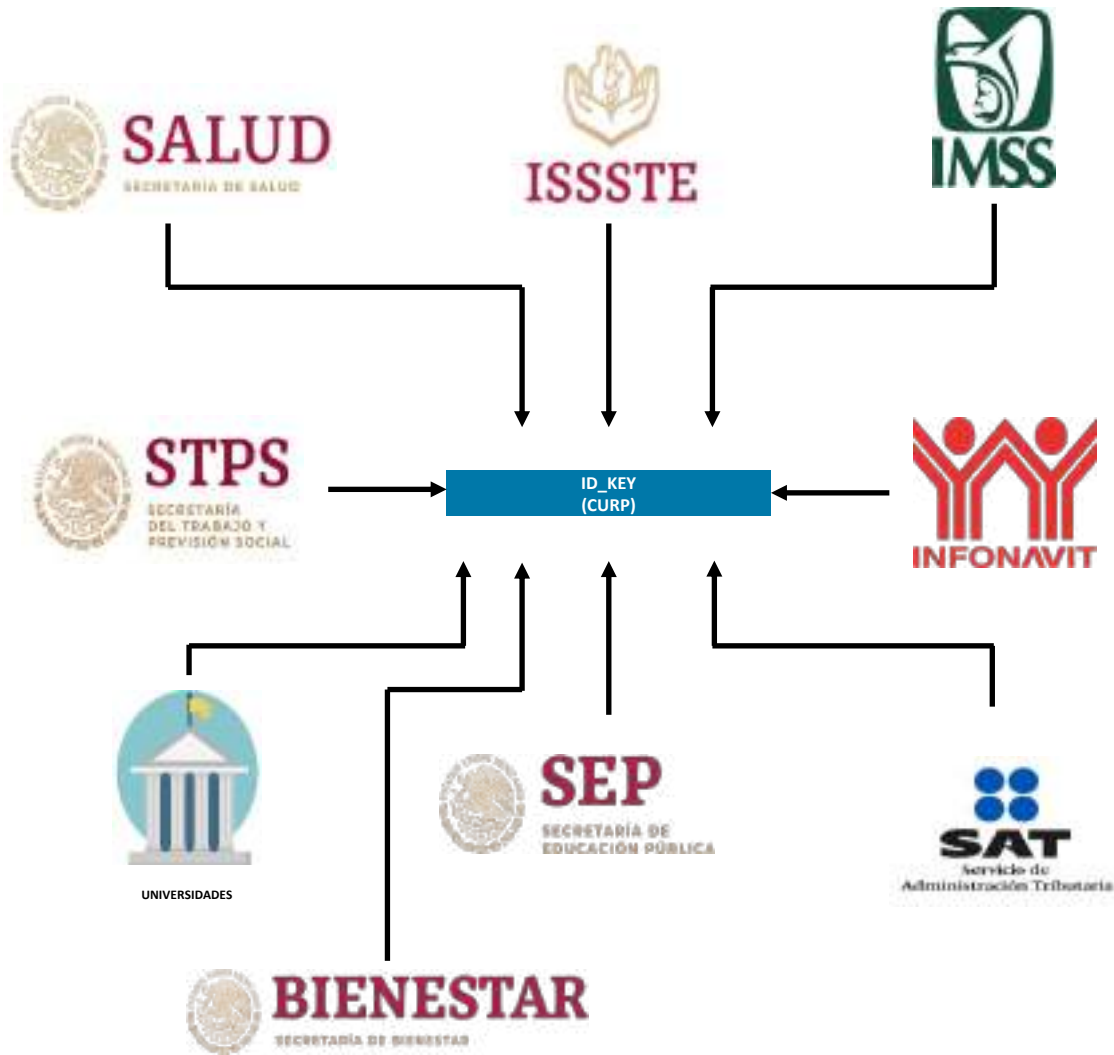 SALUD
SECRETARÍA DE SALUD
ISSSTE
IMSS
STPS
SECRETARÍA
DEL TRABAJO Y
PREVISIÓN SOCIAL
ID_KEY
(CURP)
INFONAVIT
UNIVERSIDADES
SEP
SECRETARÍA DE
EDUCACIÓN PÚBLICA
SAT
Servicio de
Administración Tributaria
BIENESTAR
SECRETARÍA DE BIENESTAR